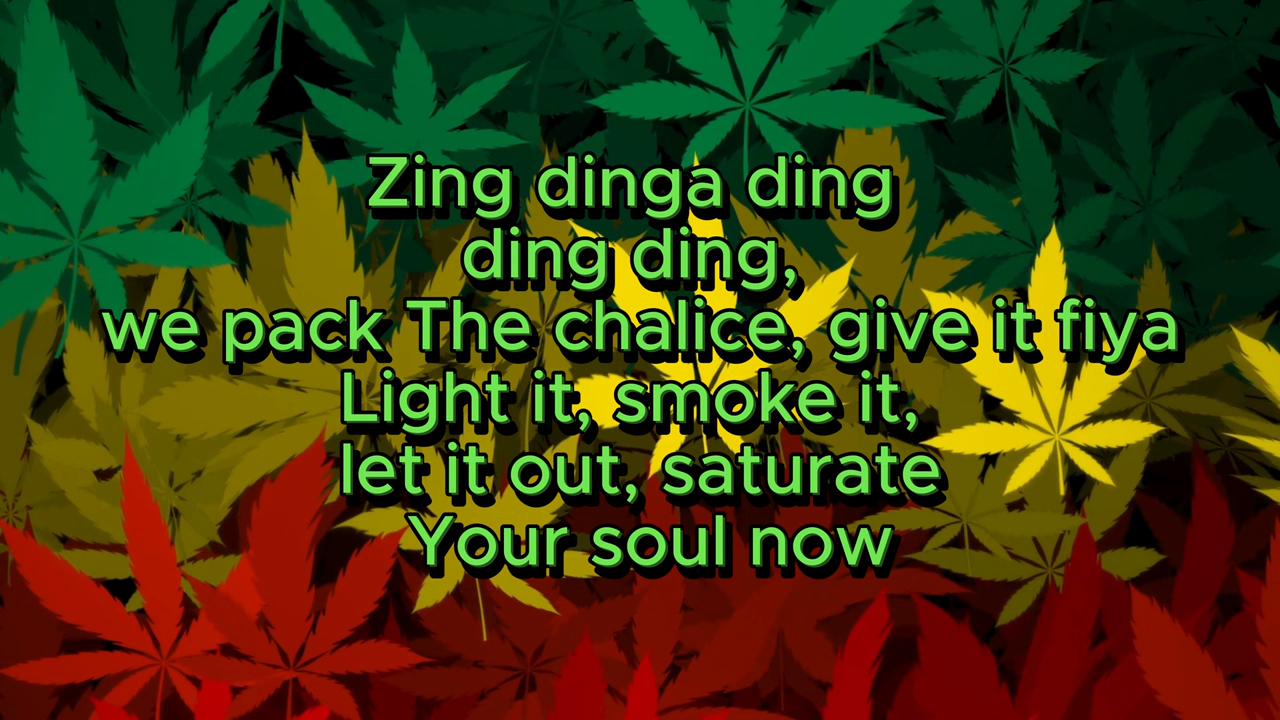 Zing dinga ding
ding ding,
we pack The chalice, give it fiya
Light it, smoke it,
let it out, saturate
Your soul now